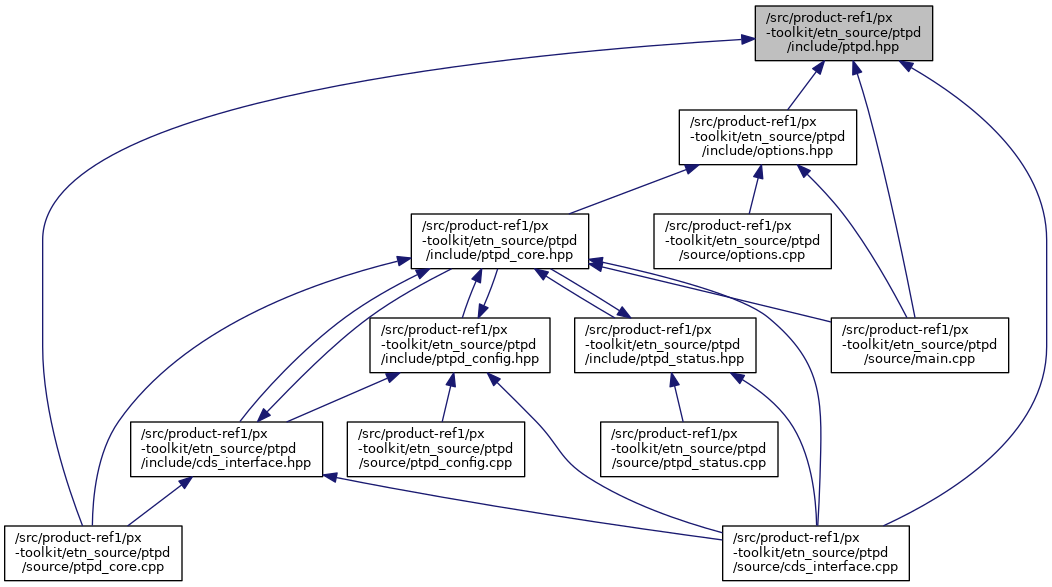 /src/product-ref1/px
-toolkit/etn_source/ptpd
/include/ptpd.hpp
/src/product-ref1/px
-toolkit/etn_source/ptpd
/include/options.hpp
/src/product-ref1/px
-toolkit/etn_source/ptpd
/include/ptpd_core.hpp
/src/product-ref1/px
-toolkit/etn_source/ptpd
/source/options.cpp
/src/product-ref1/px
-toolkit/etn_source/ptpd
/include/ptpd_config.hpp
/src/product-ref1/px
-toolkit/etn_source/ptpd
/include/ptpd_status.hpp
/src/product-ref1/px
-toolkit/etn_source/ptpd
/source/main.cpp
/src/product-ref1/px
-toolkit/etn_source/ptpd
/include/cds_interface.hpp
/src/product-ref1/px
-toolkit/etn_source/ptpd
/source/ptpd_config.cpp
/src/product-ref1/px
-toolkit/etn_source/ptpd
/source/ptpd_status.cpp
/src/product-ref1/px
-toolkit/etn_source/ptpd
/source/ptpd_core.cpp
/src/product-ref1/px
-toolkit/etn_source/ptpd
/source/cds_interface.cpp